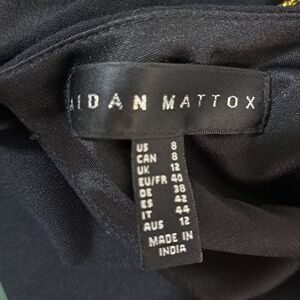 AIDAN MATTOX
US 8
CAN 8
UK 12
EU/FR 40
DE 38
ES 42
IT 44
AUS 12
MADE IN
INDIA